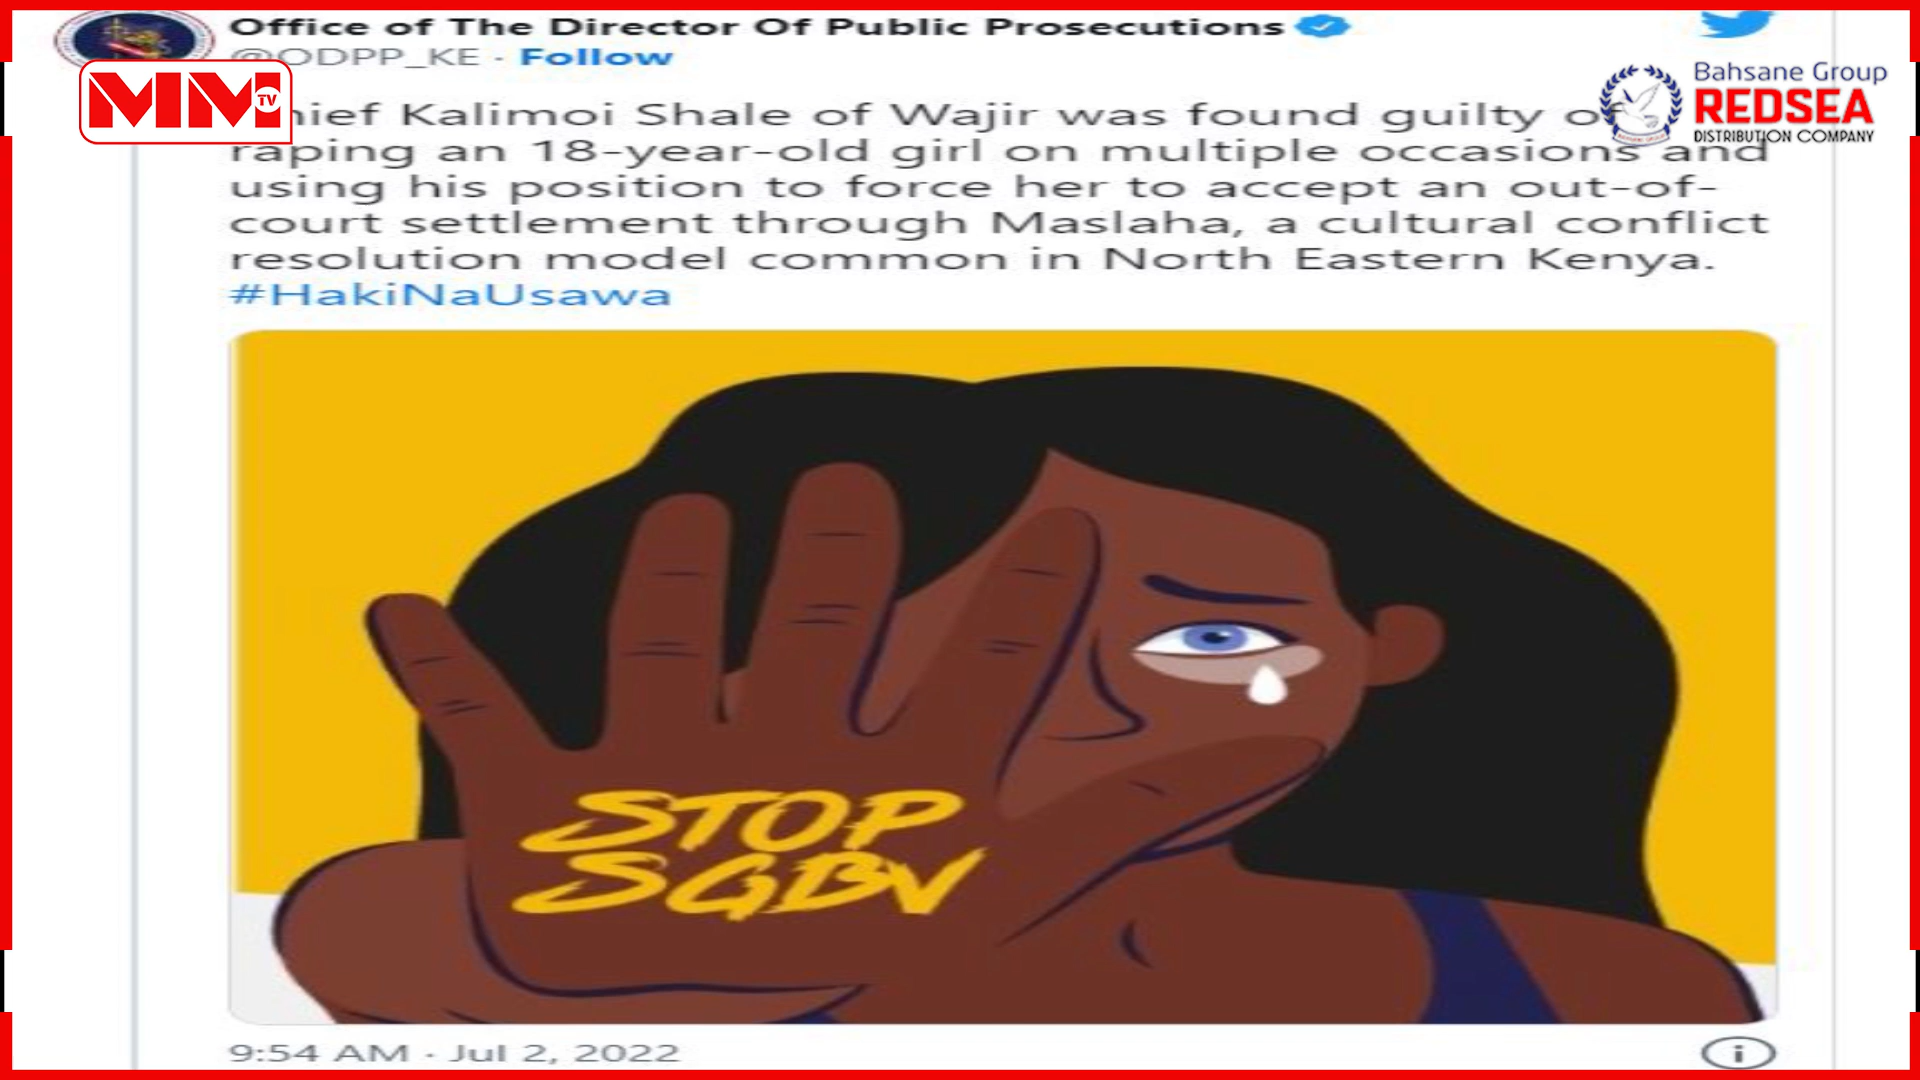 Office of The Director Of Public Prosecutions
@ODPP_KE · Follow
MM TV
Bahsane Group
REDSEA
DISTRIBUTION COMPANY
hief Kalimoi Shale of Wajir was found guilty of
raping an 18-year-old girl on multiple occasions and
using his position to force her to accept an out-of-
court settlement through Maslaha, a cultural conflict
resolution model common in North Eastern Kenya.
#HakiNaUsawa
STOP
SGBV
9:54 AM · Jul 2, 2022